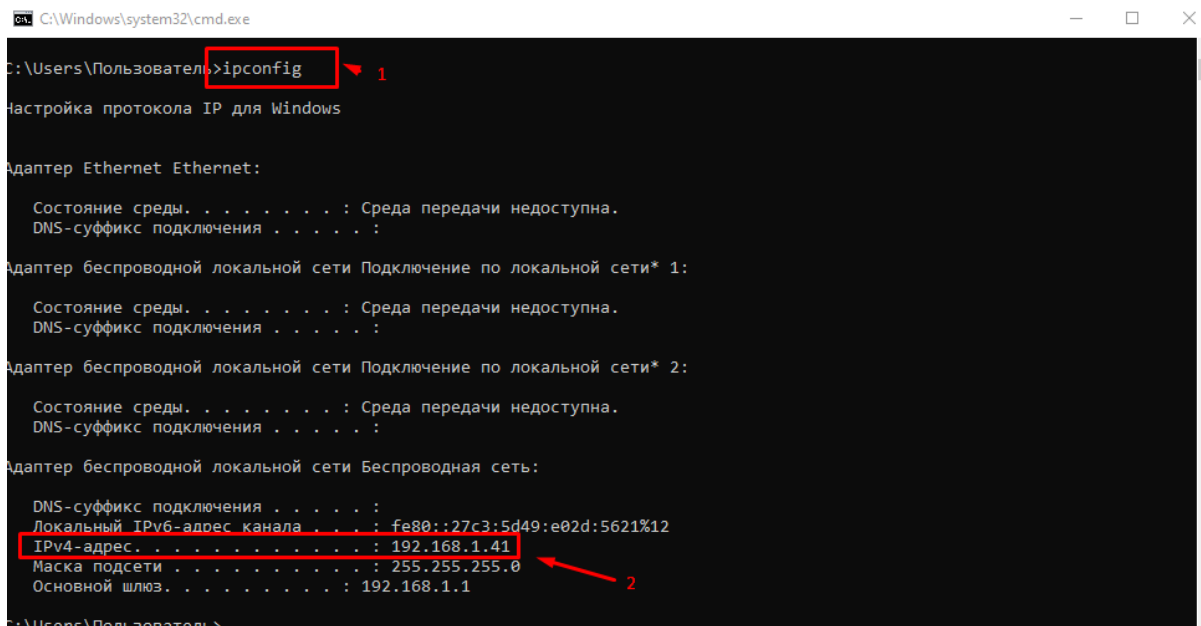 C:\Windows\system32\cmd.exe
C:\Users\Пользователь>ipconfig
1
Настройка протокола IP для Windows
Адаптер Ethernet Ethernet:
Состояние среды. . . . . . . . : Среда передачи недоступна.
DNS-суффикс подключения . . . . . :
Адаптер беспроводной локальной сети Подключение по локальной сети* 1:
Состояние среды. . . . . . . . : Среда передачи недоступна.
DNS-суффикс подключения . . . . . :
Адаптер беспроводной локальной сети Подключение по локальной сети* 2:
Состояние среды. . . . . . . . : Среда передачи недоступна.
DNS-суффикс подключения . . . . . :
Адаптер беспроводной локальной сети Беспроводная сеть:
DNS-суффикс подключения . . . . . :
Локальный IPv6-адрес канала . . . : fe80::27c3:5d49:e02d:5621%12
IPv4-адрес. . . . . . . . . . . . : 192.168.1.41
Маска подсети . . . . . . . . . . : 255.255.255.0
2
Основной шлюз. . . . . . . . . : 192.168.1.1
C:\Users\Пользователь>